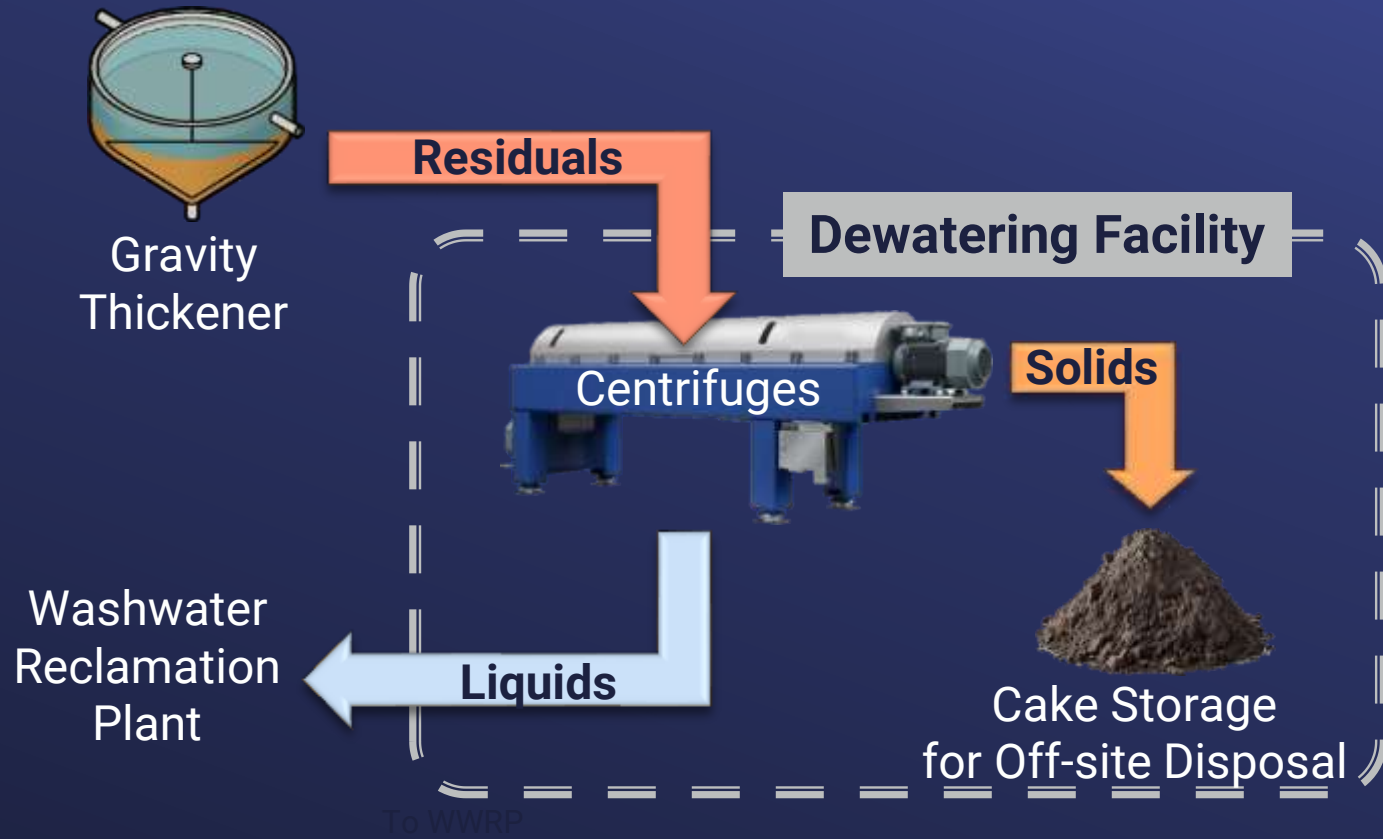 Residuals
Dewatering Facility
Gravity
Thickener
Centrifuges
Solids
Washwater
Reclamation
Plant
Liquids
Cake Storage
for Off-site Disposal
To WWRP